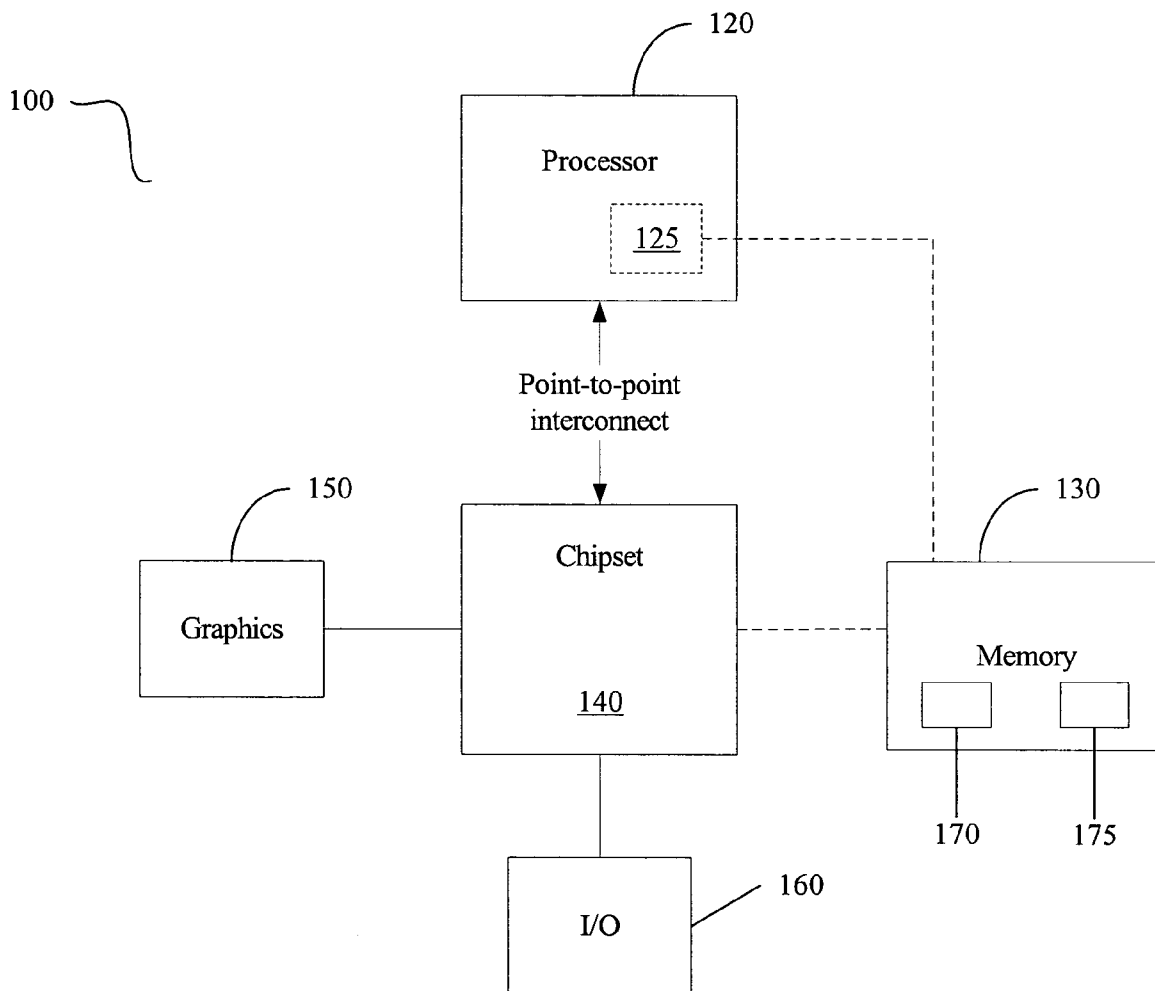 120
100
Processor
125
Point-to-point
interconnect
150
130
Chipset
Graphics
Memory
140
170
175
160
I/O